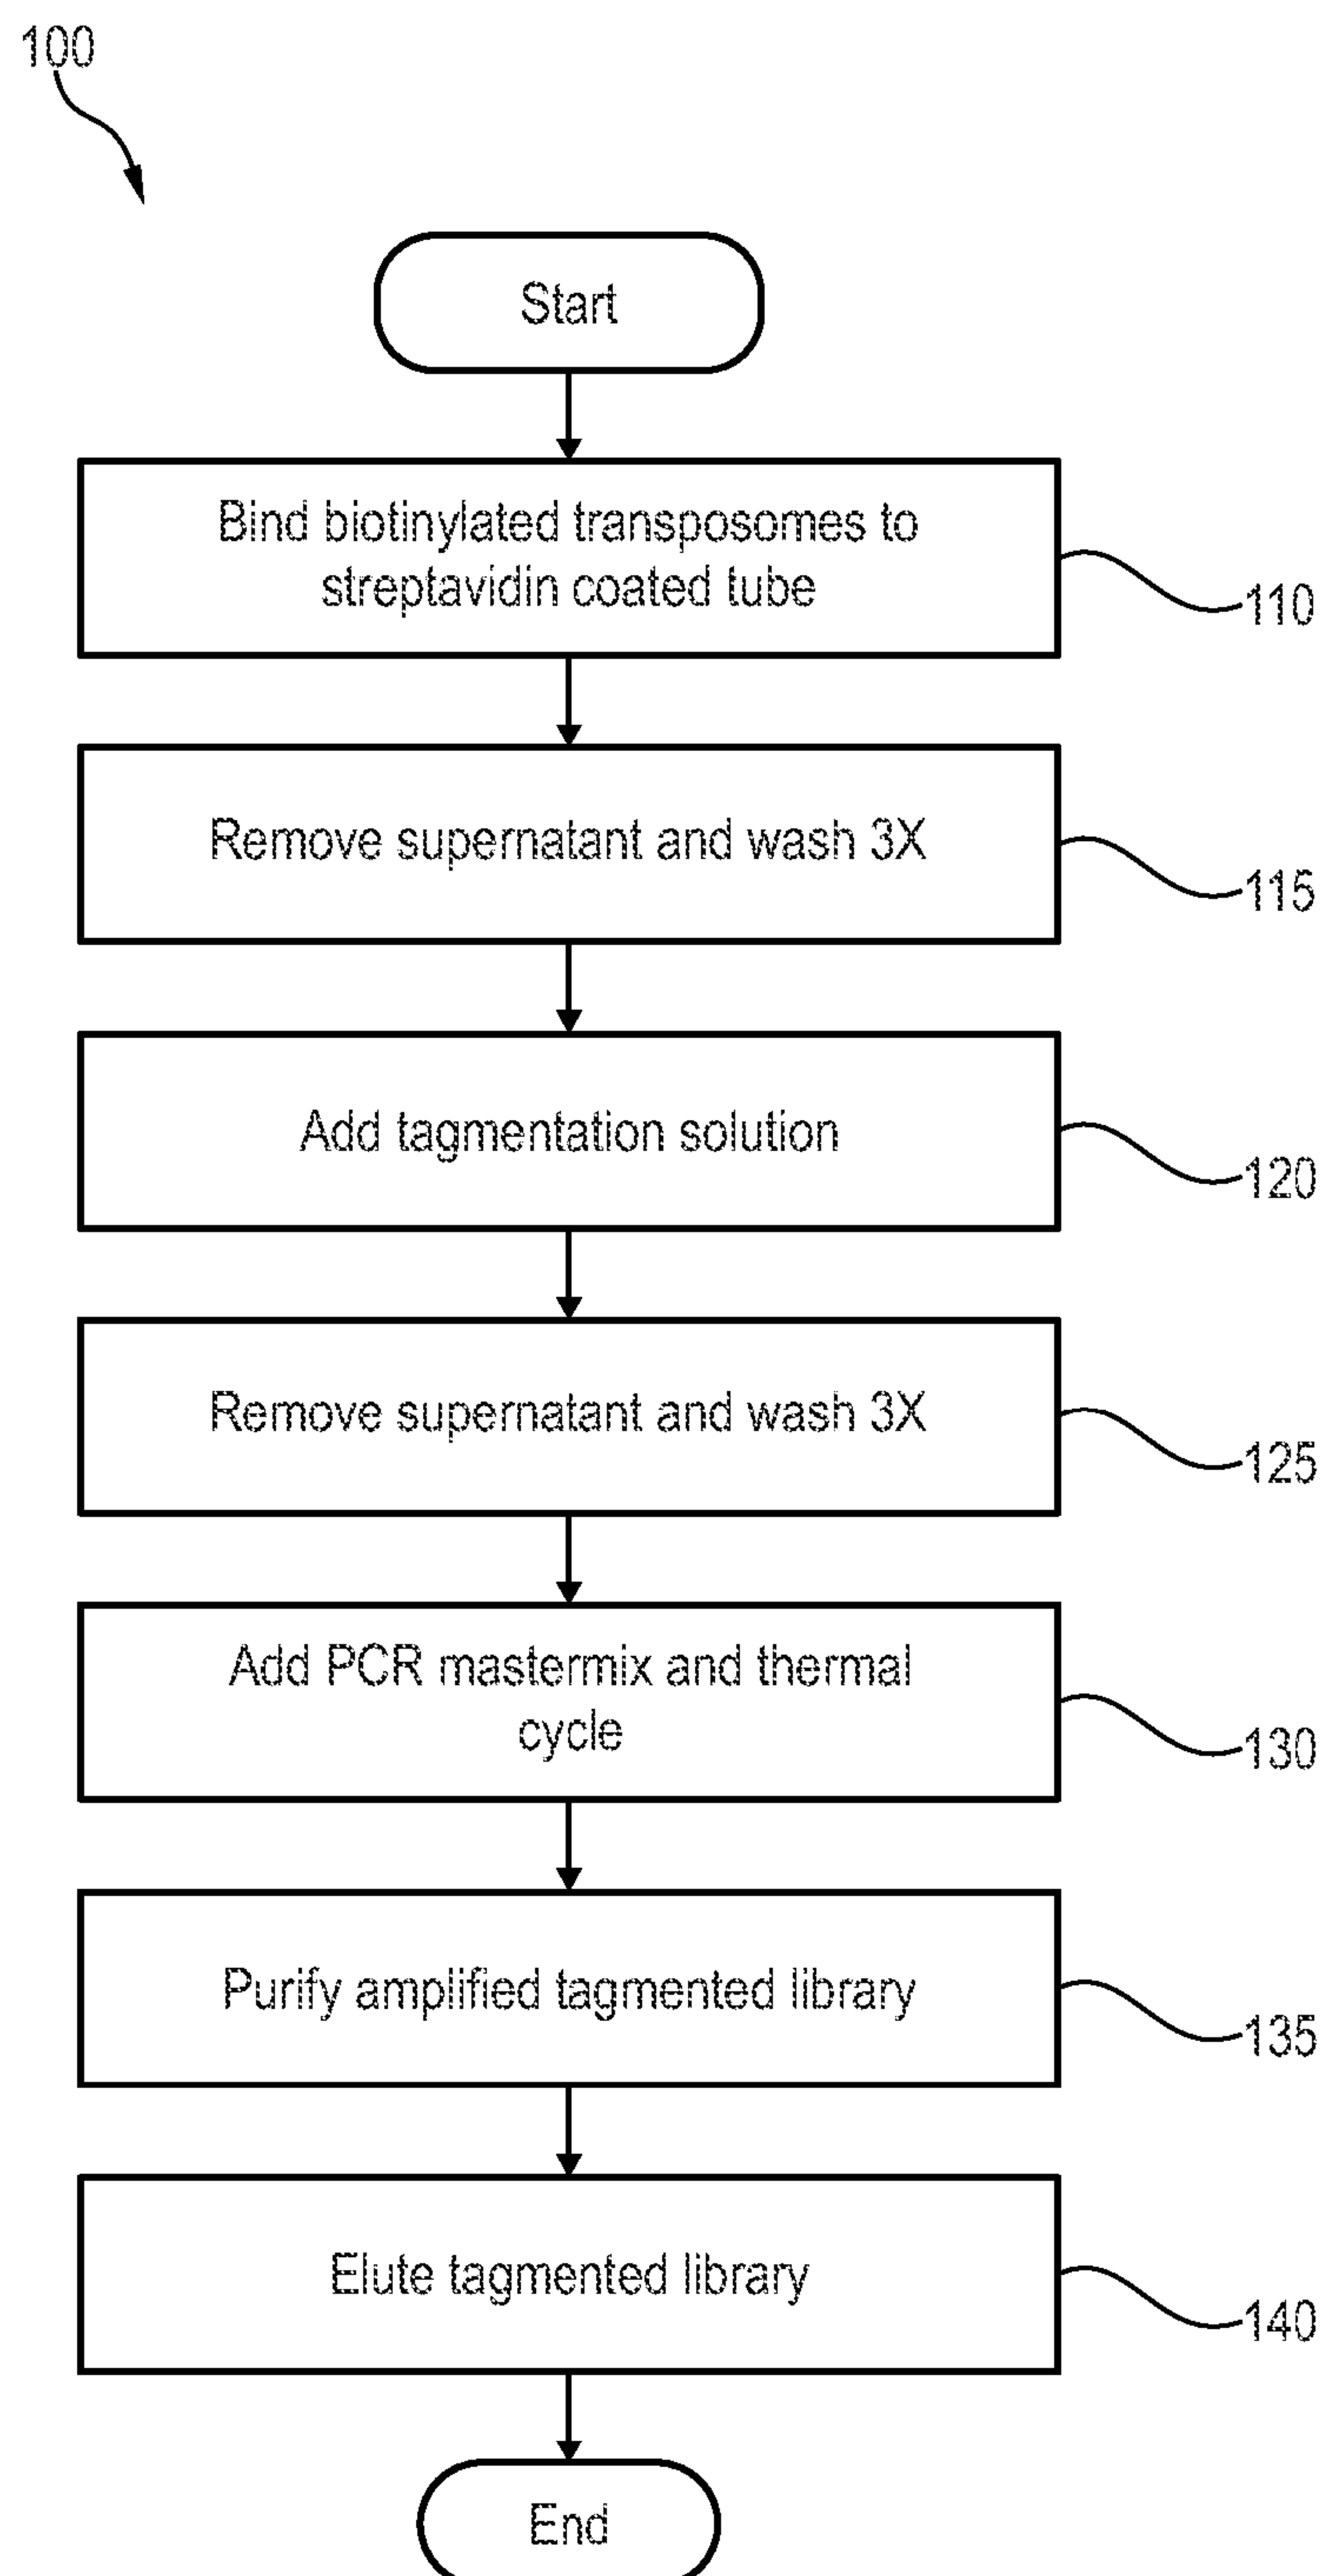 100
Start
Bind biotinylated transposomes to
streptavidin coated tube
110
Remove supernatant and wash 3X
115
Add tagmentation solution
120
Remove supernatant and wash 3X
125
Add PCR mastermix and thermal
cycle
130
Purify amplified tagmented library
135
Elute tagmented library
140
End